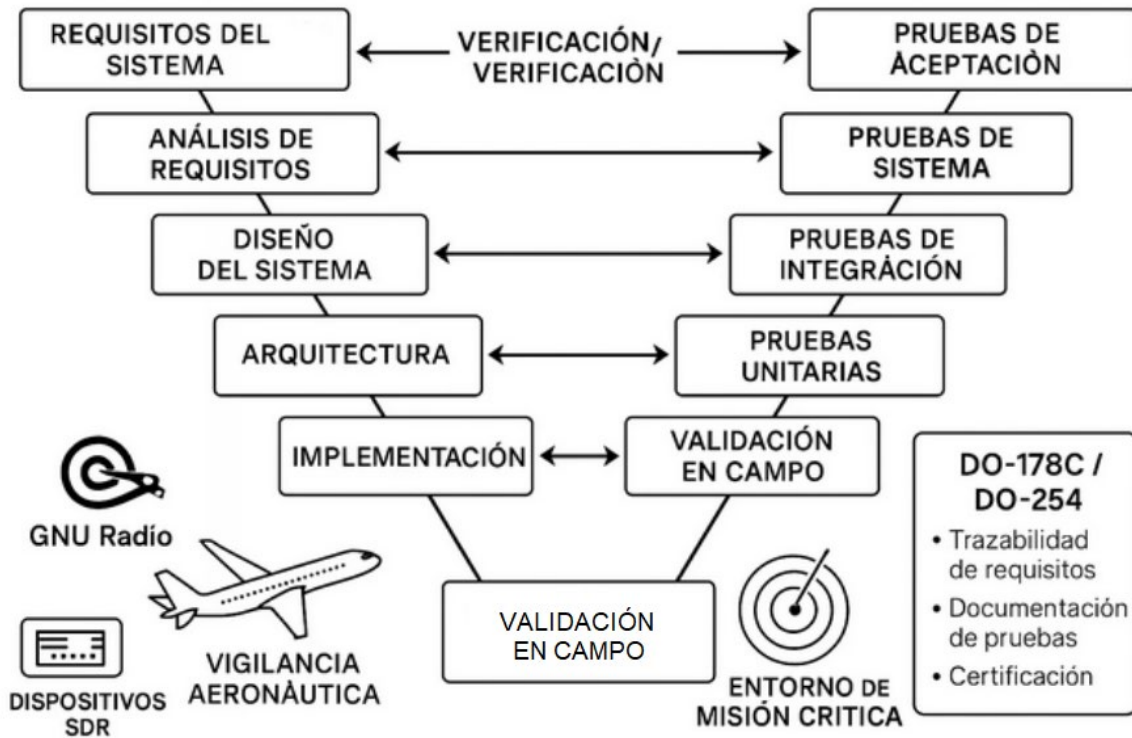 REQUISITOS DEL
SISTEMA
VERIFICACIÓN/
VERIFICACIÒN
PRUEBAS DE
ÀCEPTACIÒN
ANÁLISIS DE
REQUISITOS
PRUEBAS DE
SISTEMA
DISEÑO
DEL SISTEMA
PRUEBAS DE
INTEGRÀCIÓN
ARQUITECTURA
PRUEBAS
UNITARIAS
IMPLEMENTACIÓN
VALIDACIÓN
EN CAMPO
GNU Radío
VALIDACIÓN
EN CAMPO
VIGILANCIA
AERONÀUTICA
DISPOSITIVOS
SDR
ENTORNO DE
MISIÓN CRITICA
DO-178C /
DO-254
• Trazabilidad
de requisitos
• Documentación
de pruebas
• Certificación